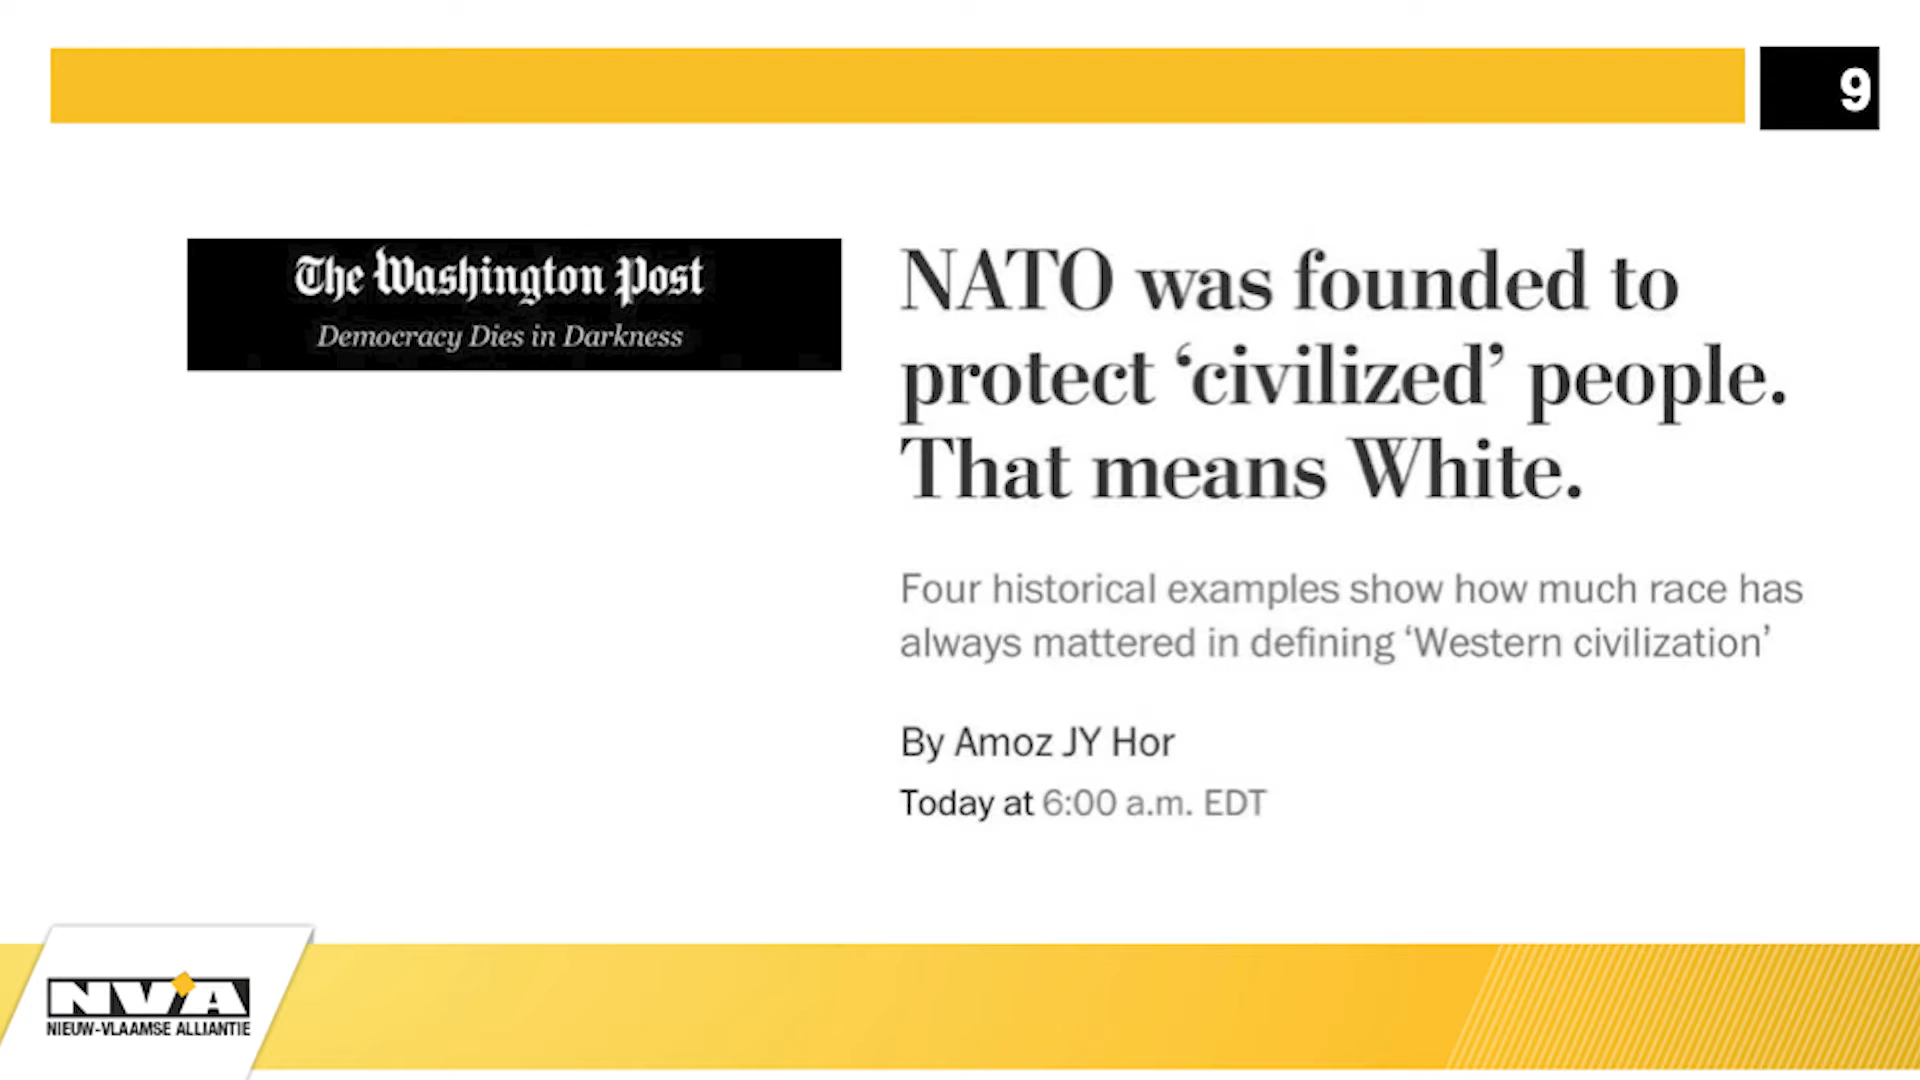 9
The Washington Post
Democracy Dies in Darkness
NATO was founded to
protect ‘civilized’ people.
That means White.
Four historical examples show how much race has
always mattered in defining ‘Western civilization’
By Amoz JY Hor
Today at 6:00 a.m. EDT
NVA
NIEUW-VLAAMSE ALLIANTIE